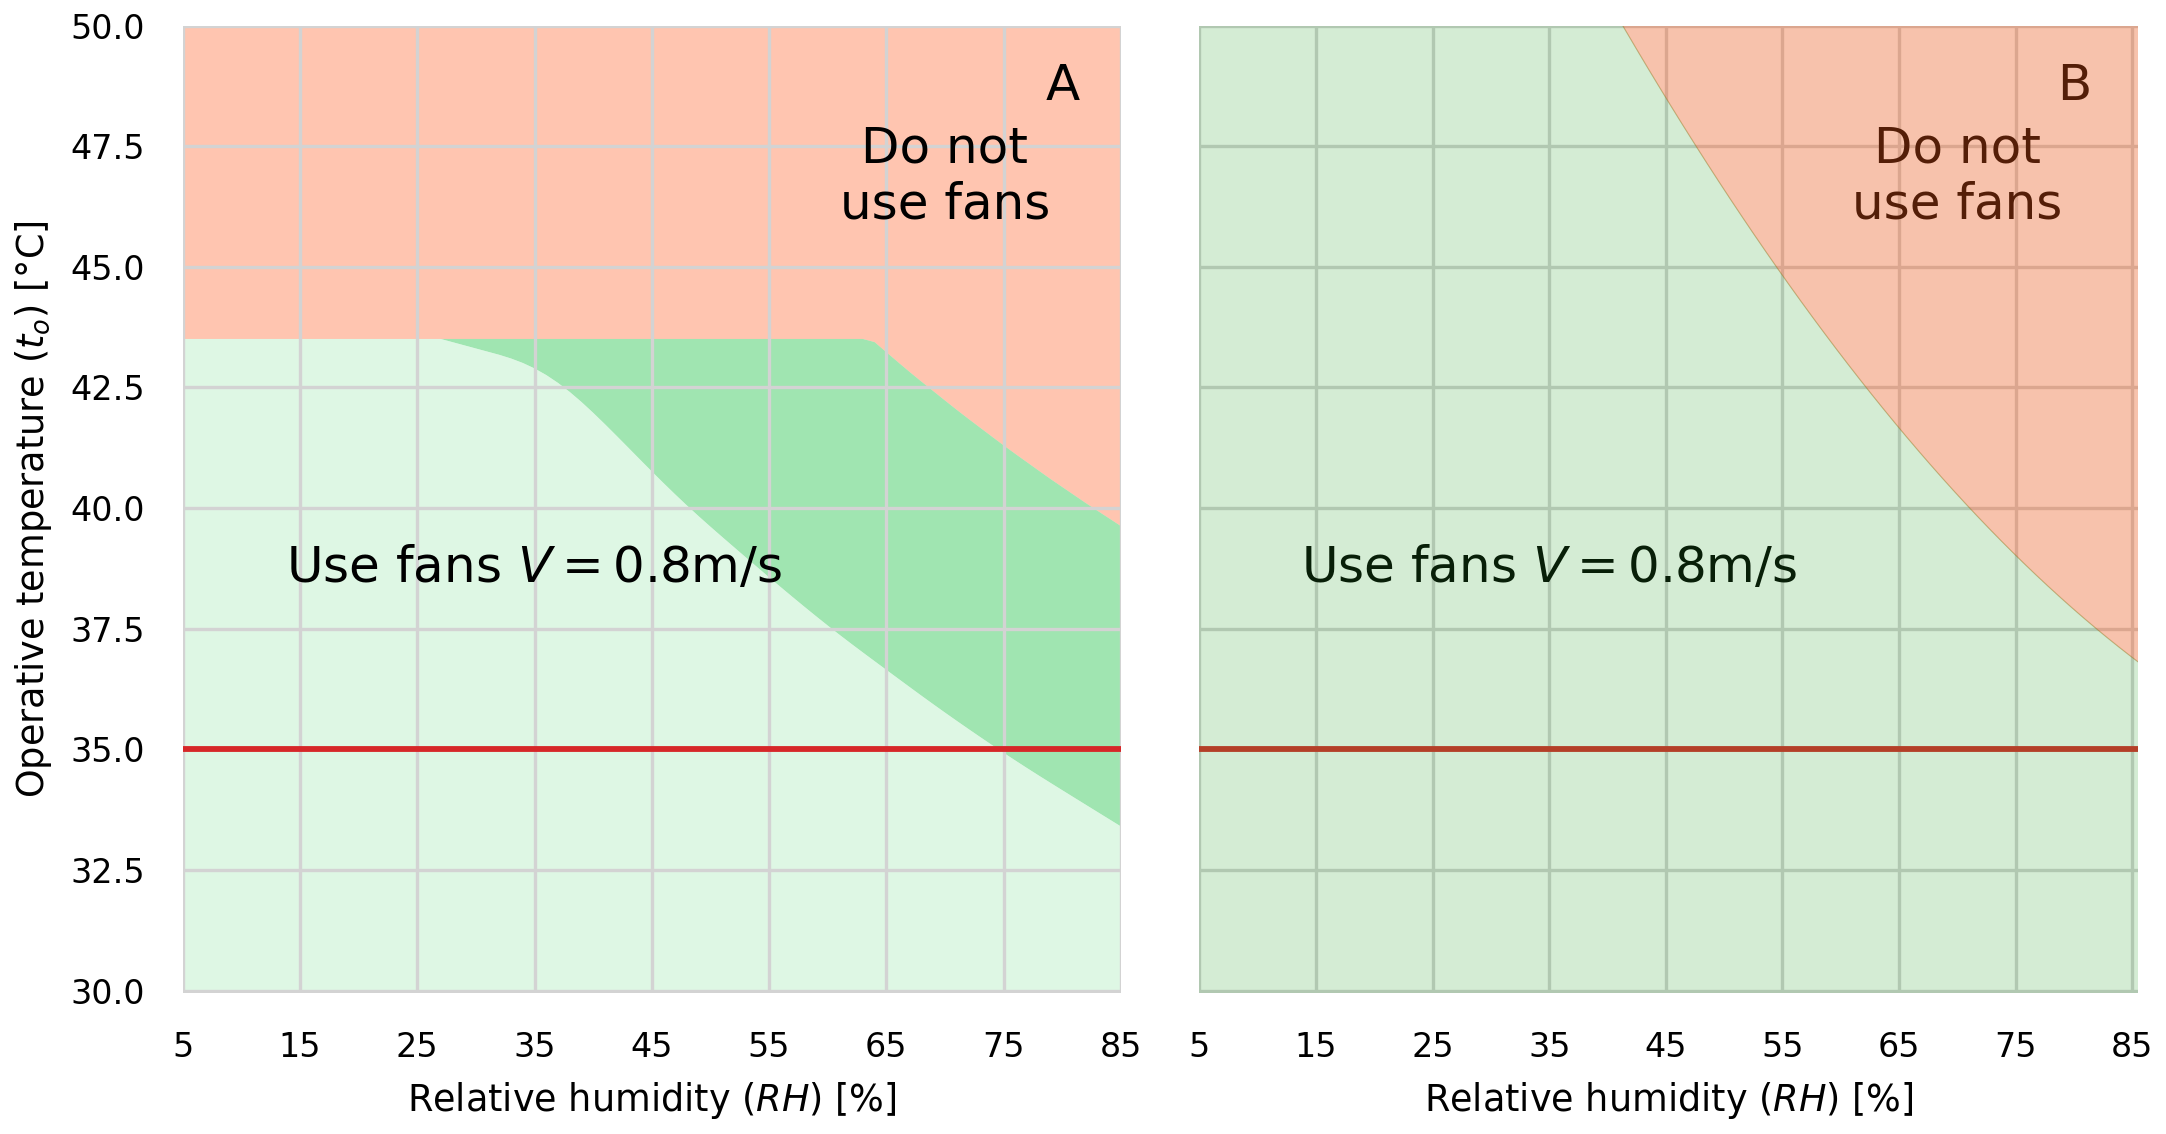 50.0
47.5
45.0
42.5
40.0
37.5
35.0
32.5
30.0
Operative temperature (t_o) [°C]
A
Do not
use fans
Use fans V = 0.8m/s
5 15 25 35 45 55 65 75 85
Relative humidity (RH) [%]
B
Do not
use fans
Use fans V = 0.8m/s
5 15 25 35 45 55 65 75 85
Relative humidity (RH) [%]